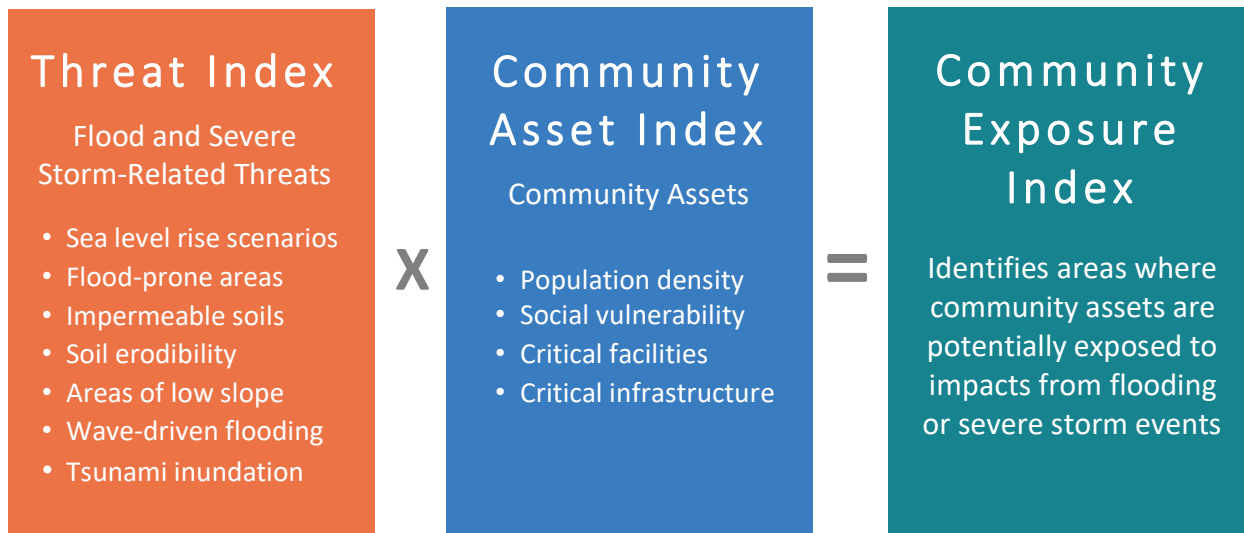 Threat Index
Flood and Severe
Storm-Related Threats
• Sea level rise scenarios
• Flood-prone areas
• Impermeable soils
• Soil erodibility
• Areas of low slope
• Wave-driven flooding
• Tsunami inundation
X
Community
Asset Index
Community Assets
• Population density
• Social vulnerability
• Critical facilities
• Critical infrastructure
=
Community
Exposure
Index
Identifies areas where
community assets are
potentially exposed to
impacts from flooding
or severe storm events